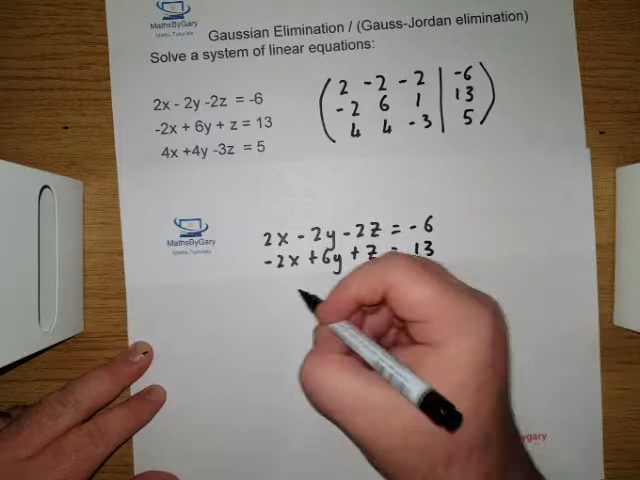 MathsByGary
Maths Tutorials
Gaussian Elimination / (Gauss-Jordan elimination)
Solve a system of linear equations:
2x - 2y -2z = -6
-2x + 6y + z = 13
4x +4y -3z = 5
2 -2 -2 | -6
-2 6 1 | 13
4 4 -3 | 5
MathsByGary
Maths Tutorials
2x - 2y - 2z = -6
-2x + 6y + z = 13
ygary